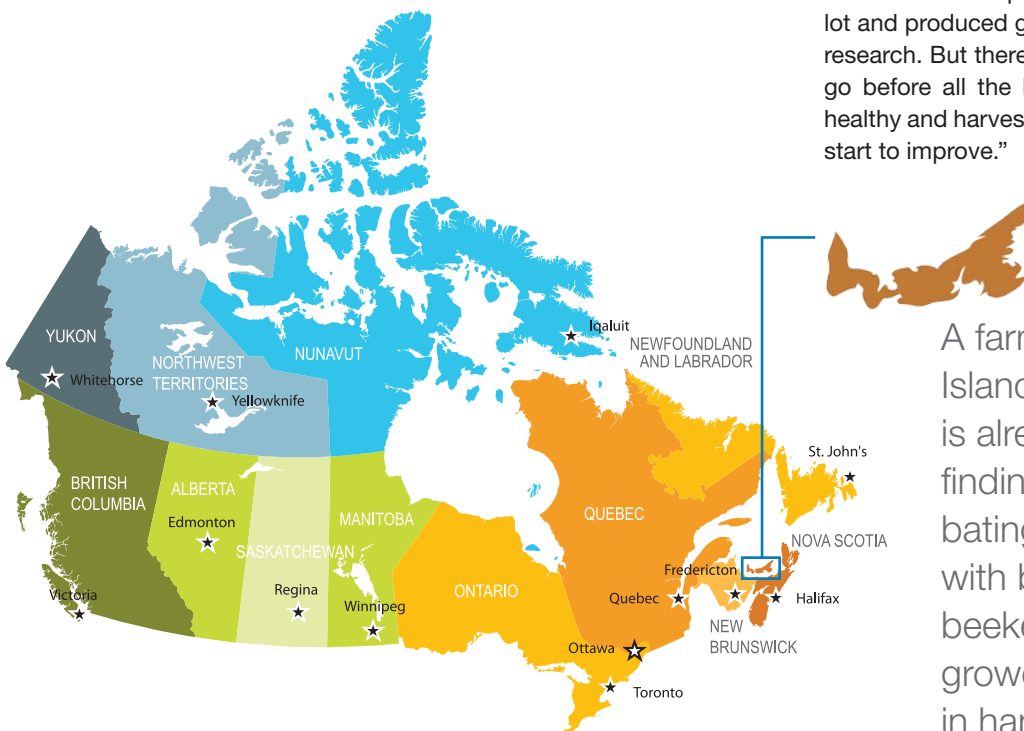 lot and produced g
research. But there
go before all the
healthy and harves
start to improve.”
Iqaluit
NEWFOUNDLAND
AND LABRADOR
YUKON
NUNAVUT
NORTHWEST
TERRITORIES
Whitehorse
Yellowknife
St. John's
BRITISH
COLUMBIA
ALBERTA
QUEBEC
MANITOBA
Edmonton
NOVA SCOTIA
SASKATCHEWAN
Fredericton
Regina
ONTARIO
Victoria
Winnipeg
Quebec
Halifax
NEW
BRUNSWICK
Ottawa
Toronto
A farm
Island
is alre
findin
bating
with b
beeke
growe
in han